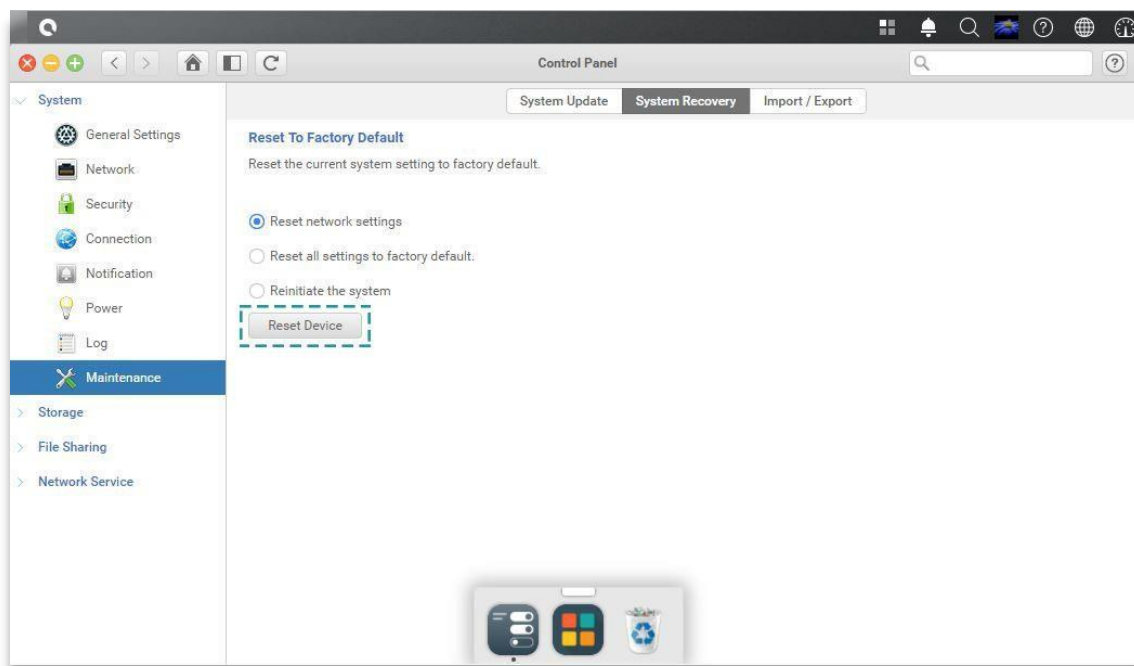 Control Panel
System
General Settings
Network
Security
Connection
Notification
Power
Log
Maintenance
Storage
File Sharing
Network Service
System Update
System Recovery
Import / Export
Reset To Factory Default
Reset the current system setting to factory default.
Reset network settings
Reset all settings to factory default.
Reinitiate the system
Reset Device